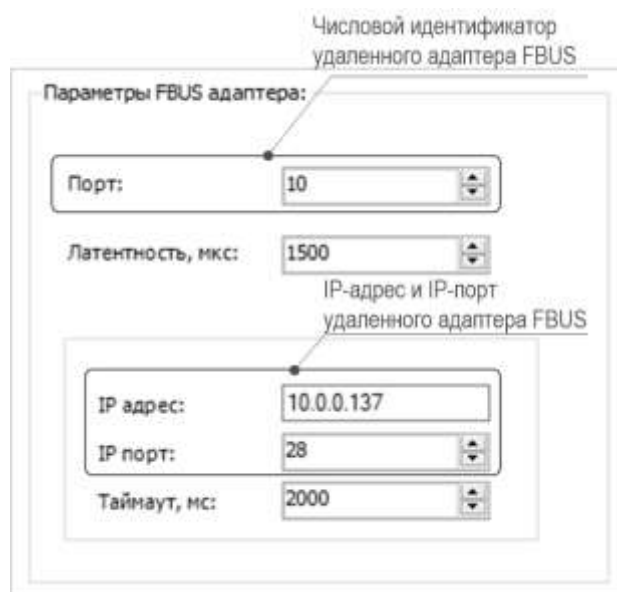 Числовой идентификатор
удаленного адаптера FBUS
Параметры FBUS адаптера:
Порт: 10
Латентность, мкс: 1500
IP-адрес и IP-порт
удаленного адаптера FBUS
IP адрес: 10.0.0.137
IP порт: 28
Таймаут, мс: 2000